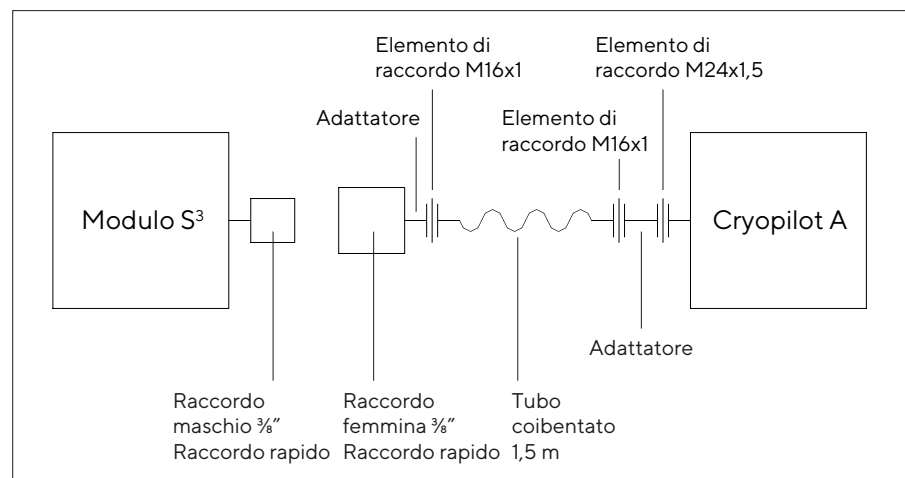 Elemento di
raccordo M16x1
Elemento di
raccordo M24x1,5
Adattatore
Elemento di
raccordo M16x1
Modulo S³
Cryopilot A
Adattatore
Raccordo
maschio ⅜”
Raccordo rapido
Raccordo
femmina ⅜”
Raccordo rapido
Tubo
coibentato
1,5 m